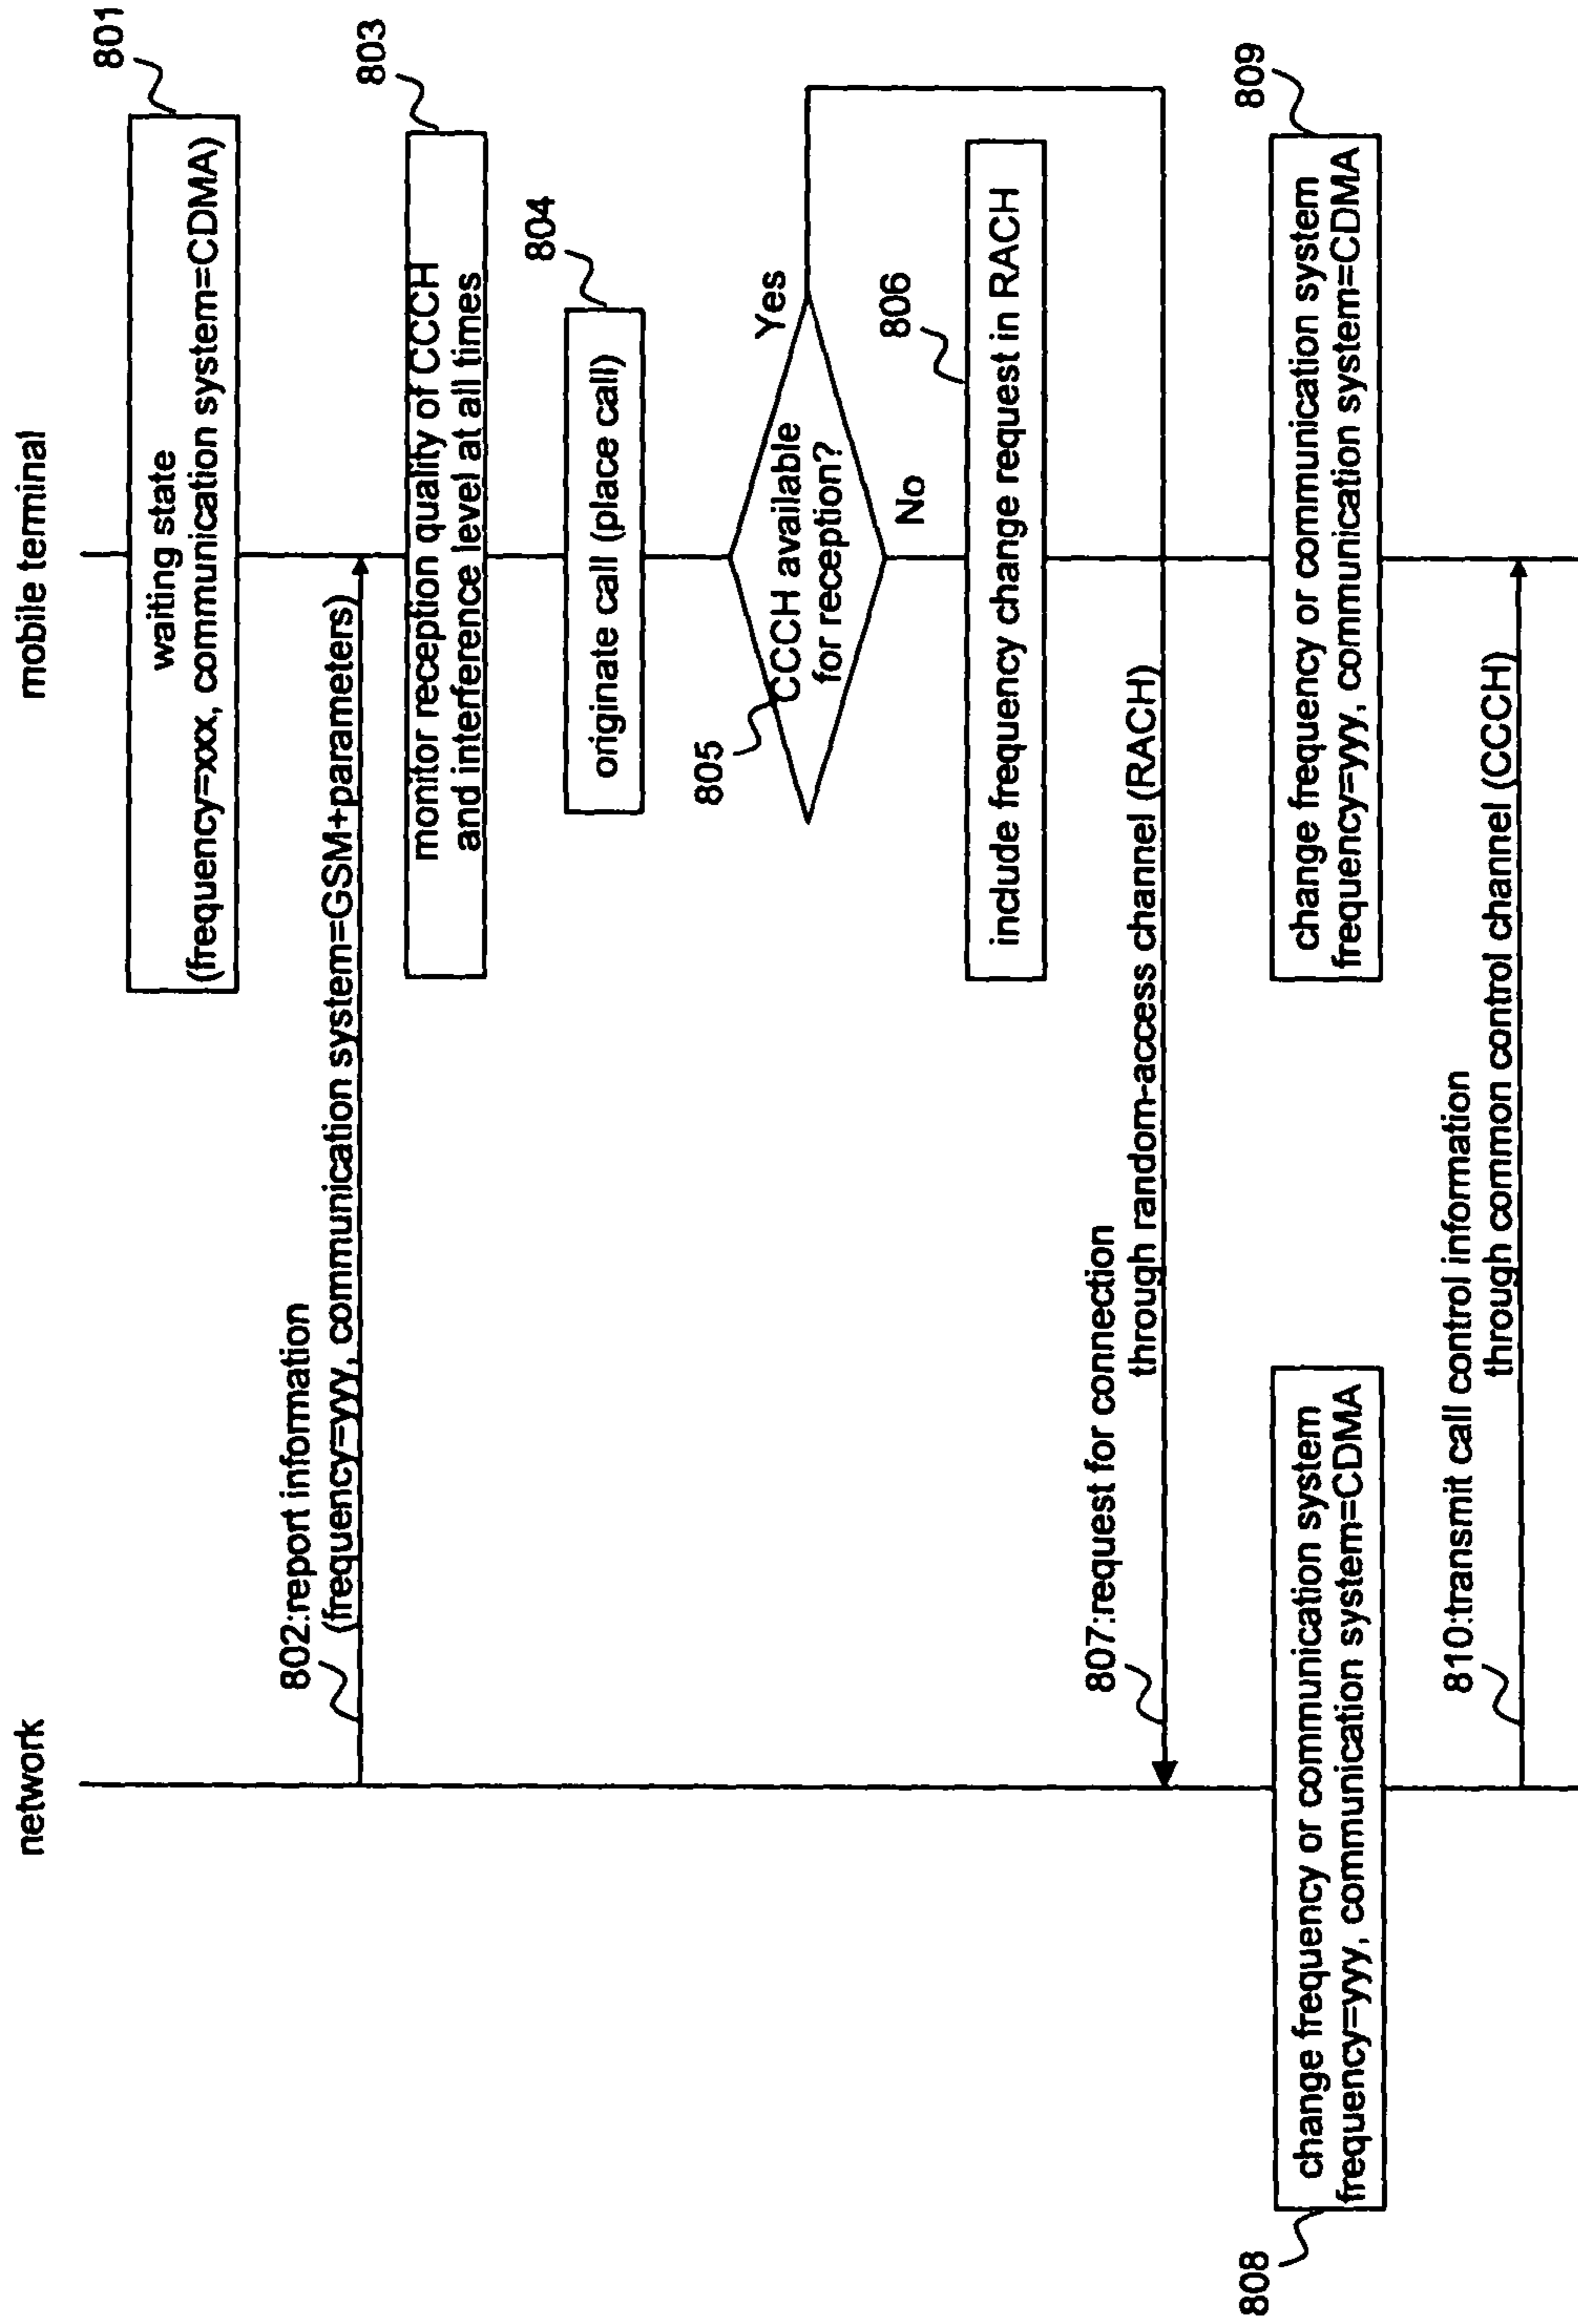 network
mobile terminal
801
waiting state
(frequency=xxx, communication system=CDMA)
802:report information
(frequency=yyy, communication system=GSM+parameters)
803
monitor reception quality of CCCH
and interference level at all times
804
originate call (place call)
805
CCCH available
for reception?
Yes
No
806
include frequency change request in RACH
807:request for connection
through random-access channel (RACH)
808
change frequency or communication system
frequency=yyy, communication system=CDMA
809
change frequency or communication system
frequency=yyy, communication system=CDMA
810:transmit call control information
through common control channel (CCCH)